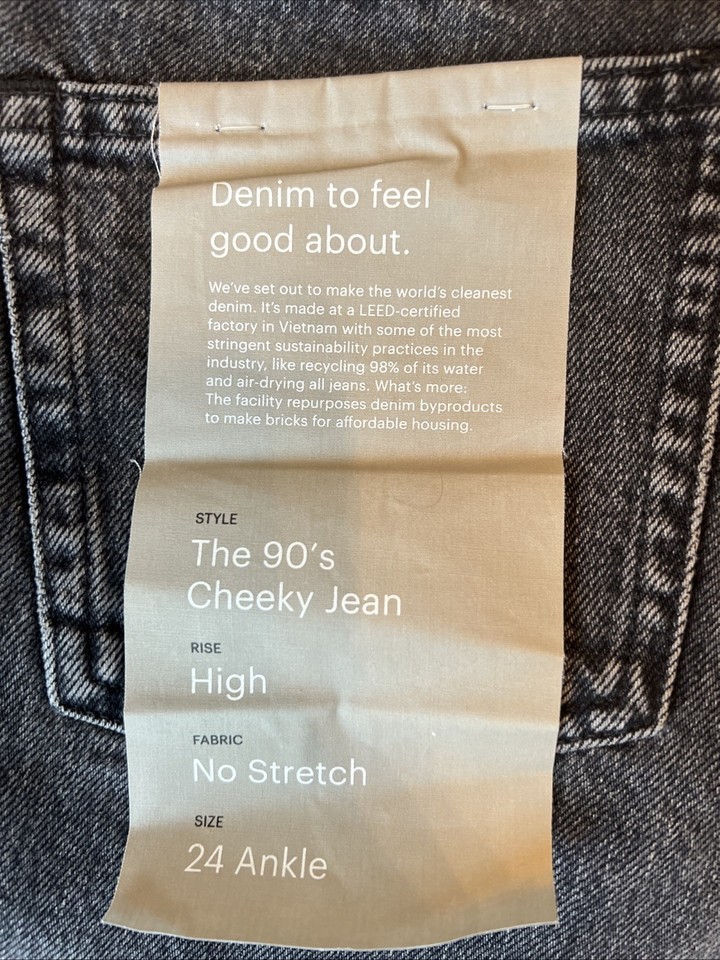 Denim to feel
good about.
We've set out to make the world's cleanest
denim. It's made at a LEED-certified
factory in Vietnam with some of the most
stringent sustainability practices in the
industry, like recycling 98% of its water
and air-drying all jeans. What's more:
The facility repurposes denim byproducts
to make bricks for affordable housing.
STYLE
The 90's
Cheeky Jean
RISE
High
FABRIC
No Stretch
SIZE
24 Ankle